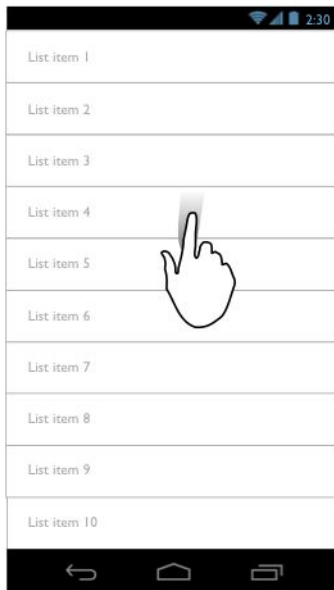 2:30
List item 1
List item 2
List item 3
List item 4
List item 5
List item 6
List item 7
List item 8
List item 9
List item 10